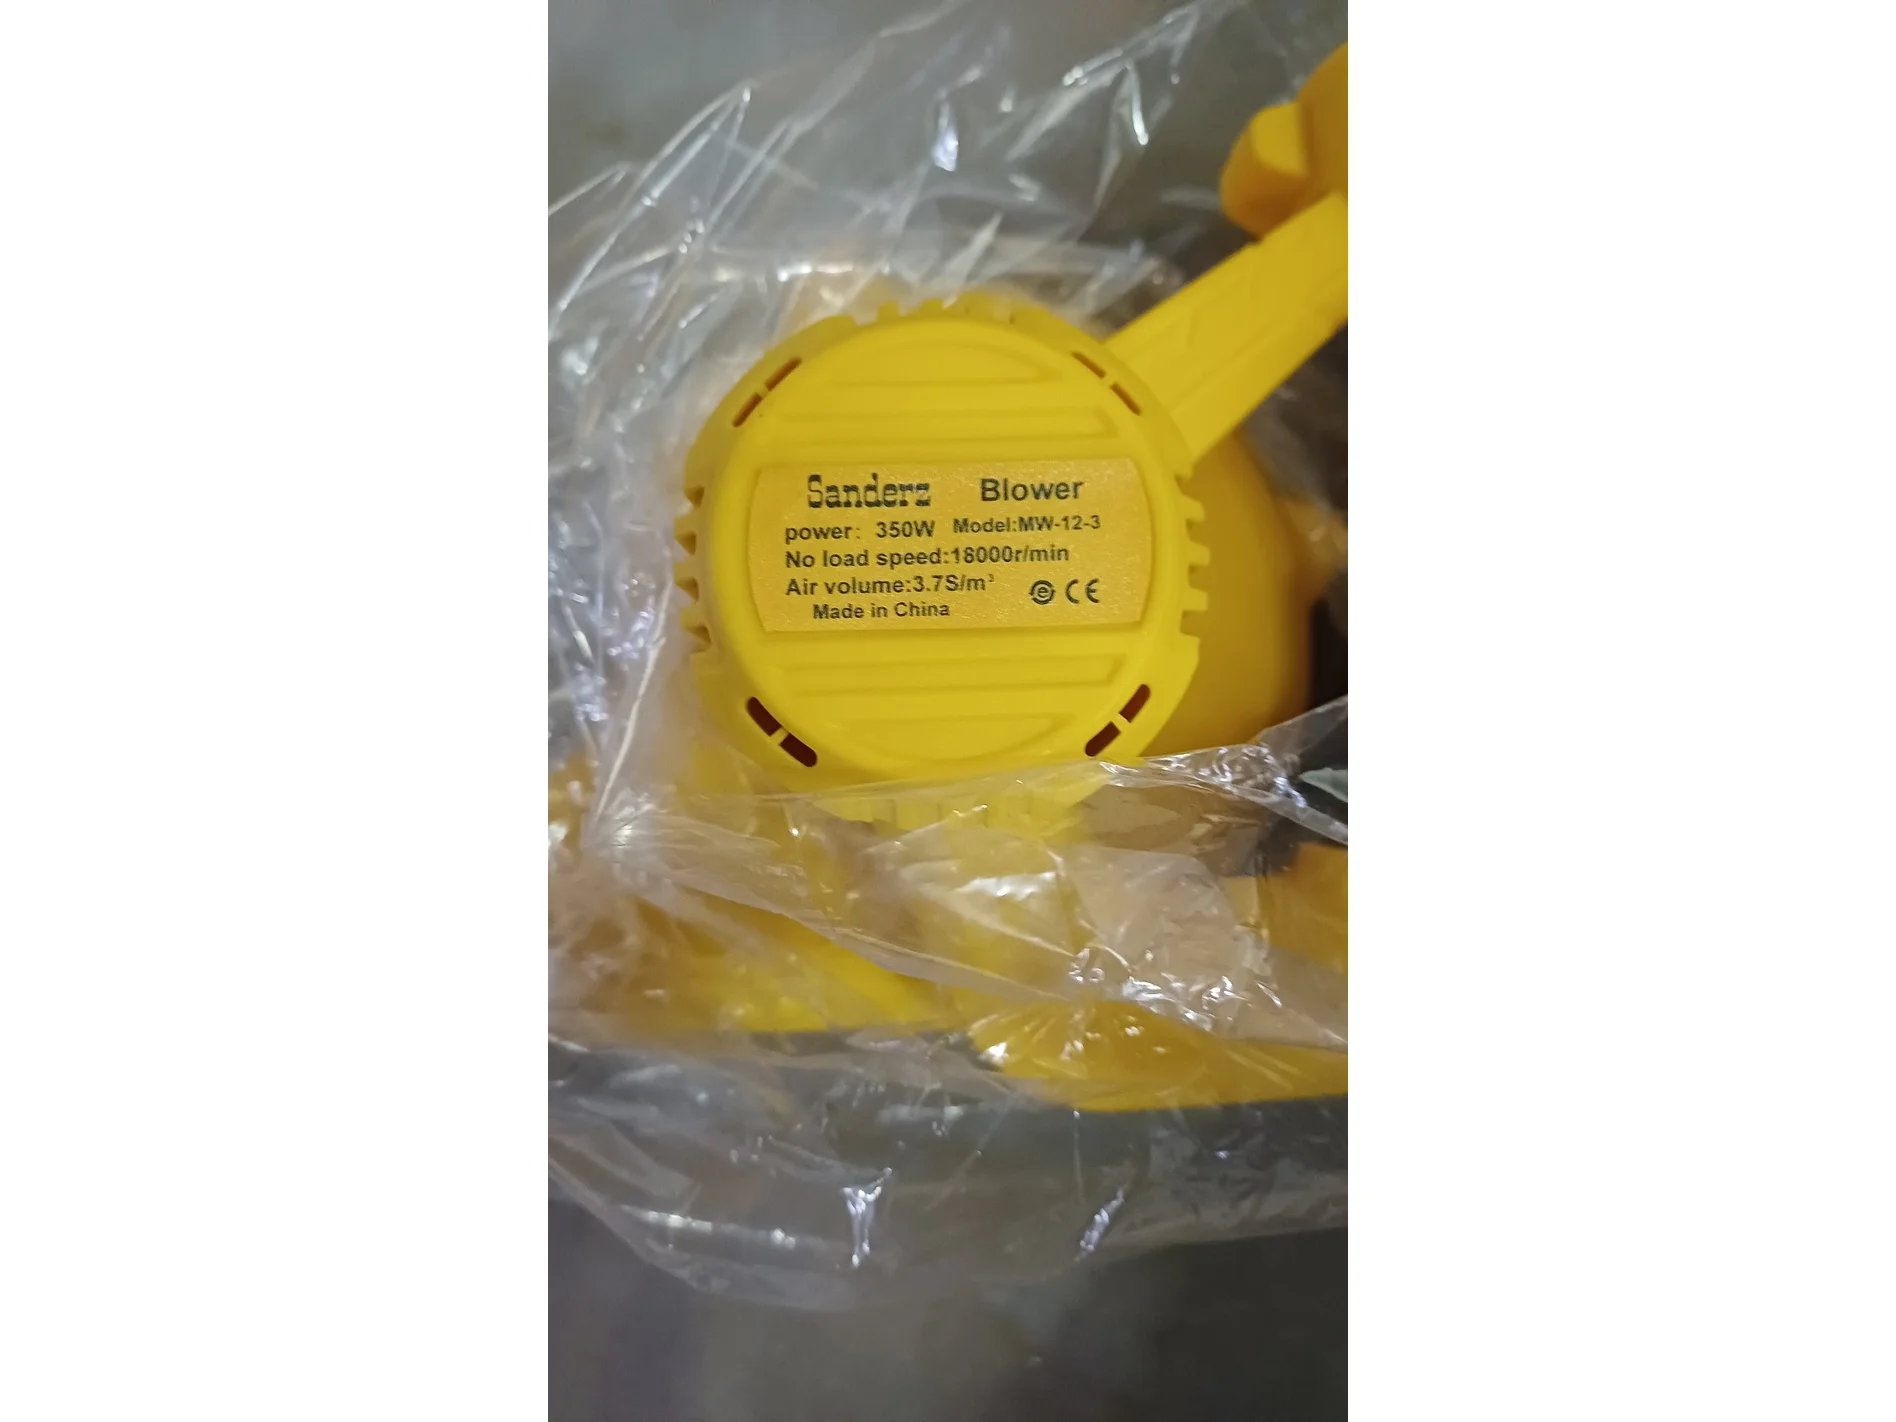 Sanderz Blower
power: 350W Model:MW-12-3
No load speed:18000r/min
Air volume:3.7S/m³
Made in China e CE